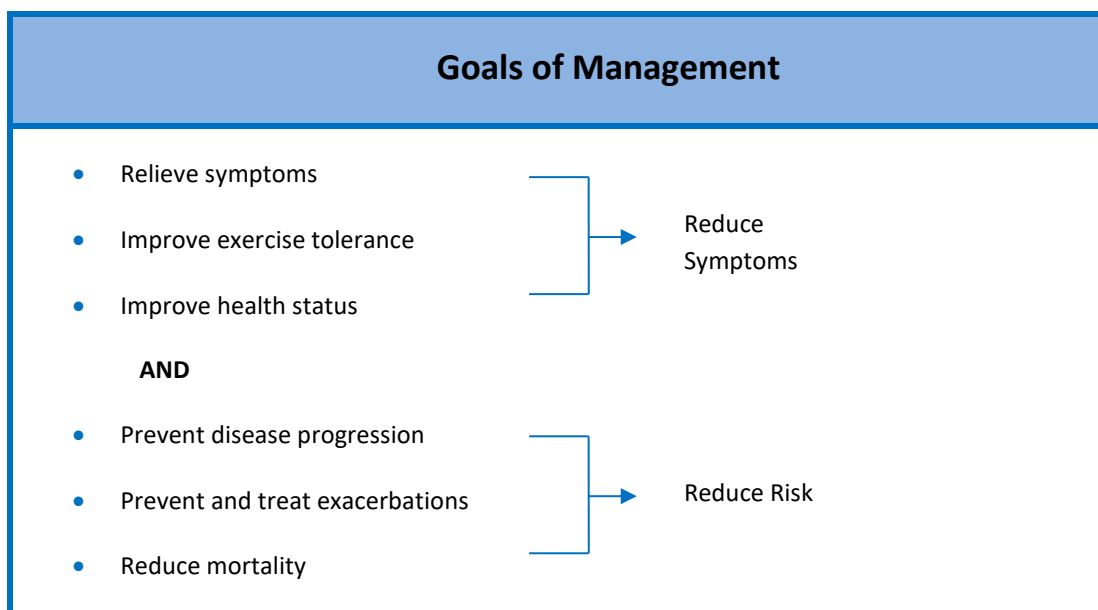 Goals of Management
• Relieve symptoms
• Improve exercise tolerance
Reduce
Symptoms
• Improve health status
AND
• Prevent disease progression
• Prevent and treat exacerbations
Reduce Risk
• Reduce mortality